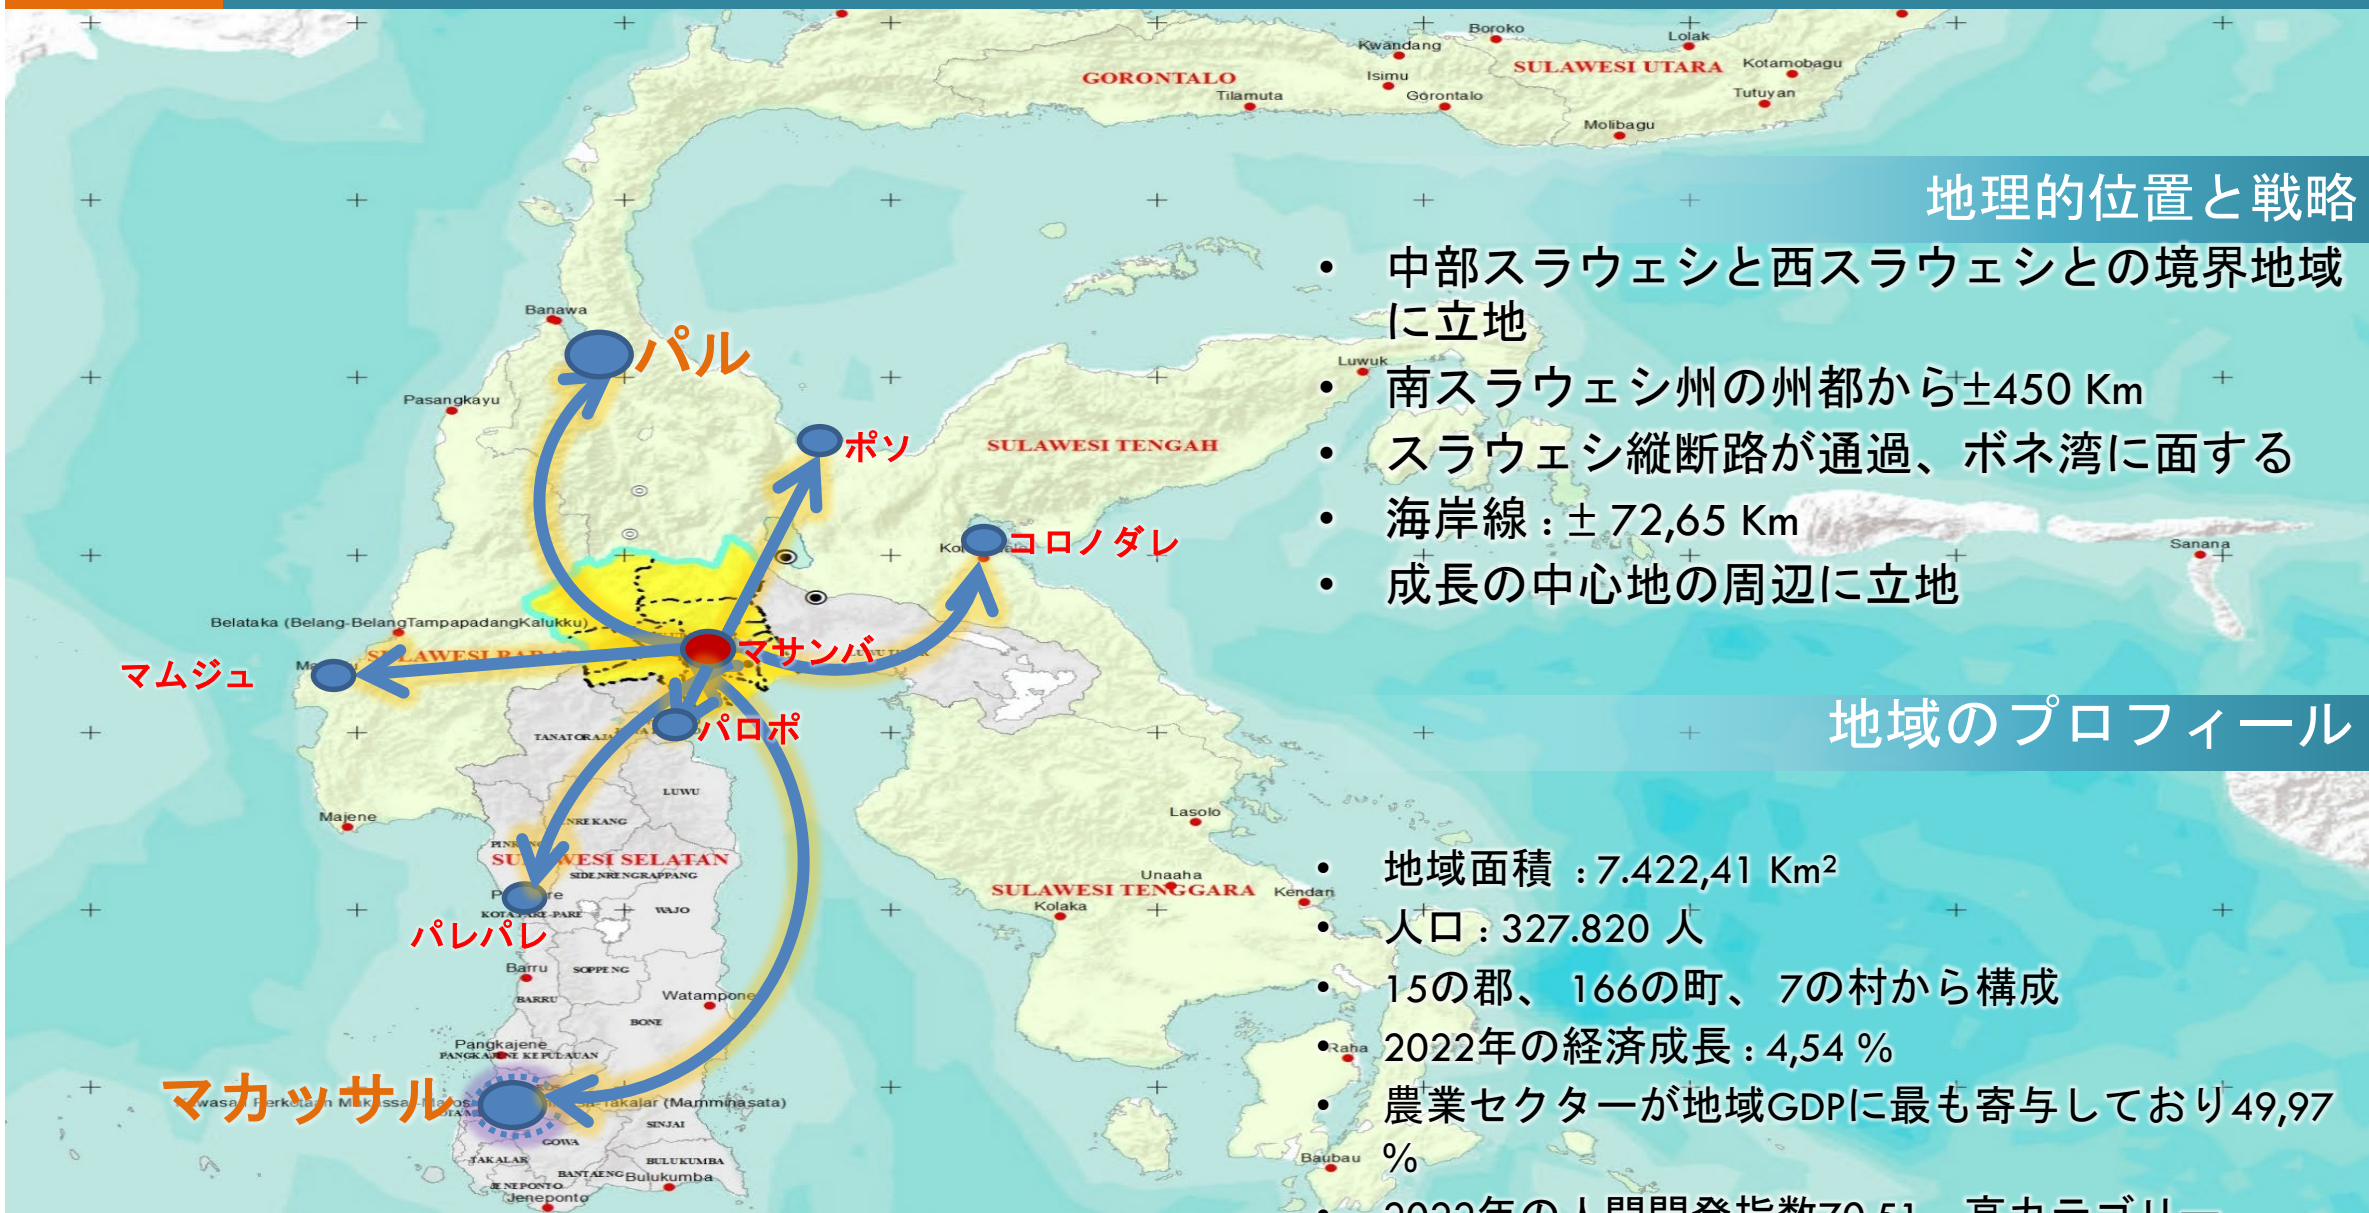 Boroko
Lolak
Kwandang
SULAWESI UTARA
Kotamobagu
GORONTALO
Isimu
Tilamuta
Gorontalo
Tutuyan
Molibagu
地理的位置と戦略
• 中部スラウェシと西スラウェシとの境界地域
に立地
• 南スラウェシ州の州都から±450 Km
• スラウェシ縦断路が通過、ボネ湾に面する
• 海岸線 : ± 72,65 Km
• 成長の中心地の周辺に立地
Banawa
パル
Luwuk
Pasangkayu
ポソ
SULAWESI TENGAH
コロノダレ
Sanana
Belataka (Belang-BelangTampapadangKalukku)
マサンバ
マムジュ
パロポ
地域のプロフィール
LUWU
Majene
Lasolo
SIDENRENGRAPPANG
Unaaha
SULAWESI TENGGARA
Kendari
Kolaka
WAJO
パレパレ
Barru
SOPPENG
BARRU
Watampone
BONE
Pangkajene
PANGKAJENE KEPULAUAN
マカッサル
SINJAI
GOWA
TAKALAR
BANTAENG
BULUKUMBA
Bulukumba
JENEPONTO
Jeneponto
Raha
Baubau
• 地域面積 : 7.422,41 Km²
• 人口 : 327.820 人
• 15の郡、 166の町、 7の村から構成
• 2022年の経済成長 : 4,54 %
• 農業セクターが地域GDPに最も寄与しており49,97
%